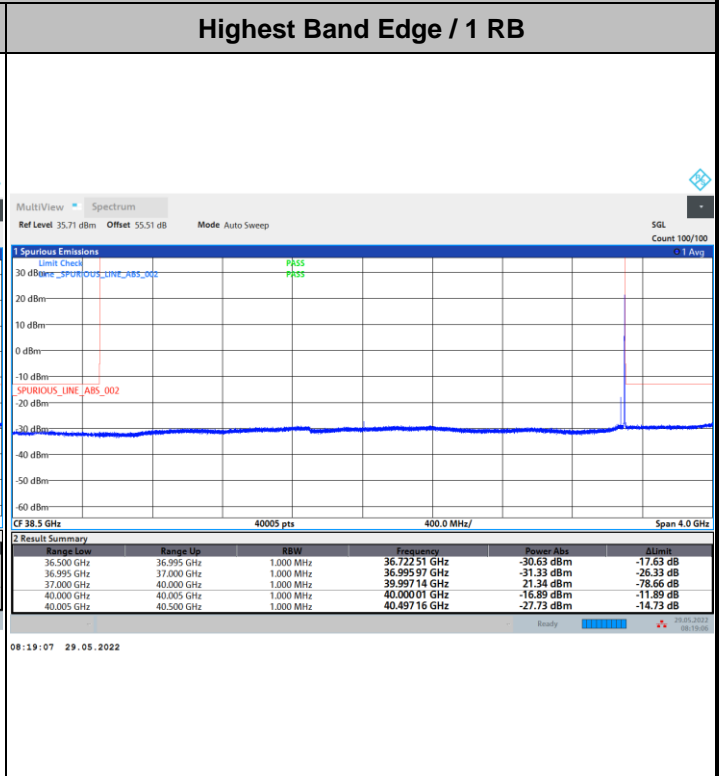 Highest Band Edge / 1 RB
MultiView Spectrum
Ref Level 35.71 dBm Offset 55.51 dB Mode Auto Sweep SGL
Count 100/100
1 Spurious Emissions 1 Avg
Limit Check PASS
30 dBm Line _SPURIOUS_LINE_ABS_002 PASS
20 dBm
10 dBm
0 dBm
-10 dBm
_SPURIOUS_LINE_ABS_002
-20 dBm
-30 dBm
-40 dBm
-50 dBm
-60 dBm
CF 38.5 GHz 40005 pts 400.0 MHz/ Span 4.0 GHz
2 Result Summary
Range Low Range Up RBW Frequency Power Abs ΔLimit
36.500 GHz 36.995 GHz 1.000 MHz 36.722 51 GHz -30.63 dBm -17.63 dB
36.995 GHz 37.000 GHz 1.000 MHz 36.995 97 GHz -31.33 dBm -26.33 dB
37.000 GHz 40.000 GHz 1.000 MHz 39.997 14 GHz 21.34 dBm -78.66 dB
40.000 GHz 40.005 GHz 1.000 MHz 40.000 01 GHz -16.89 dBm -11.89 dB
40.005 GHz 40.500 GHz 1.000 MHz 40.497 16 GHz -27.73 dBm -14.73 dB
Ready 29.05.2022
08:19:06
08:19:07 29.05.2022